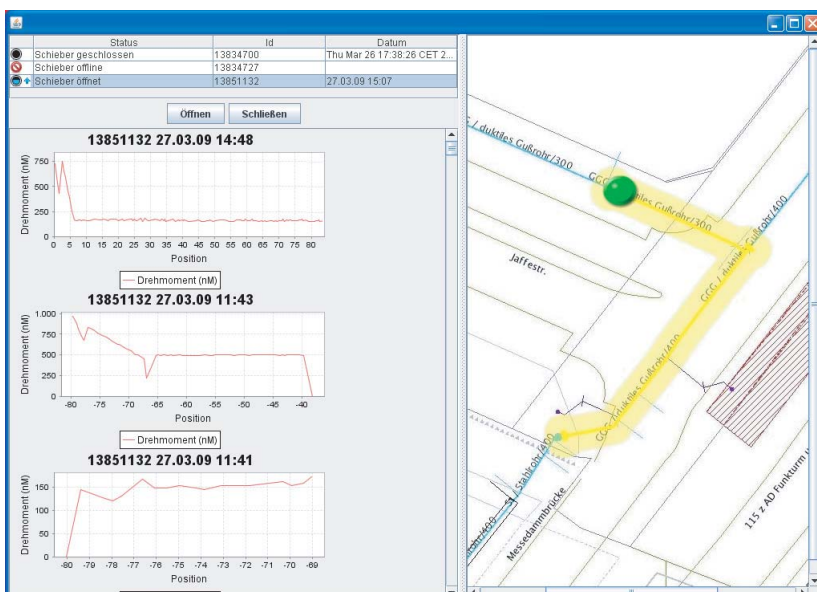 Status Id Datum
Schieber geschlossen 13834700 Thu Mar 26 17:38:26 CET 2...
Schieber offline 13834727
Schieber öffnet 13851132 27.03.09 15:07
Öffnen Schließen
13851132 27.03.09 14:48
Drehmoment (nM)
750
500
250
0
0 5 10 15 20 25 30 35 40 45 50 55 60 65 70 75 80
Position
Drehmoment (nM)
13851132 27.03.09 11:43
Drehmoment (nM)
1.000
750
500
250
0
-80 -75 -70 -65 -60 -55 -50 -45 -40
Position
Drehmoment (nM)
13851132 27.03.09 11:41
Drehmoment (nM)
150
100
50
0
-80 -79 -78 -77 -76 -75 -74 -73 -72 -71 -70 -69
Position
G / duktiles Gußrohr/300
GGG / duktiles Gußrohr/300
GGG / duktiles Gußrohr/400
Jaffestr.
GGG / duktiles Gußrohr/400
St / Stahlrohr/400
ohr/400
Messedammbrücke
115 z AD Funkturm u